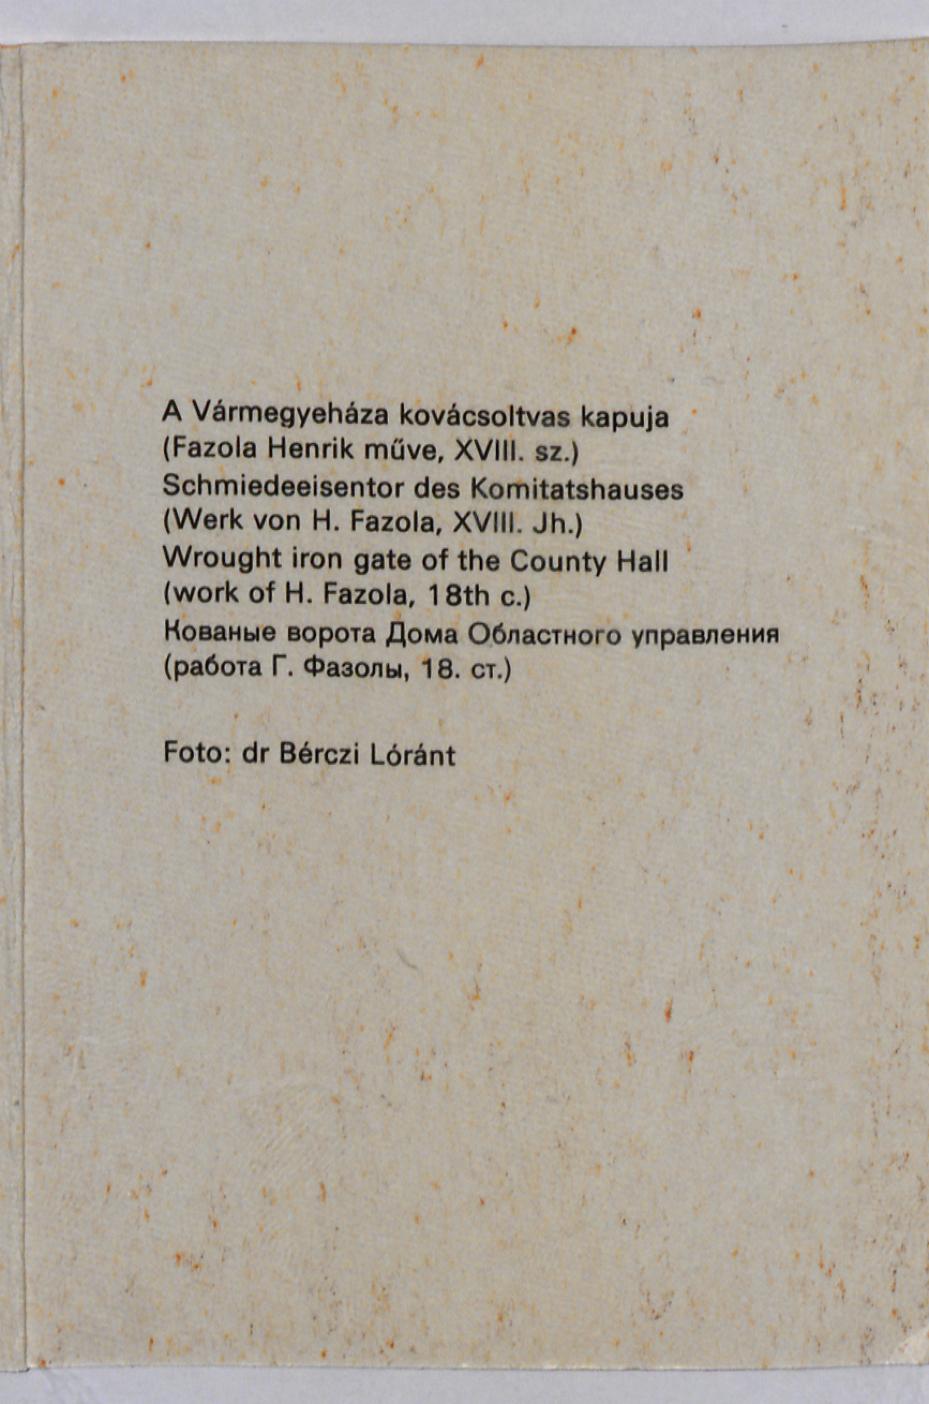 A Vármegyeháza kovácsoltvas kapuja
(Fazola Henrik műve, XVIII. sz.)
Schmiedeeisentor des Komitatshauses
(Werk von H. Fazola, XVIII. Jh.)
Wrought iron gate of the County Hall
(work of H. Fazola, 18th c.)
Кованые ворота Дома Областного управления
(работа Г. Фазолы, 18. ст.)
Foto: dr Bérczi Lóránt